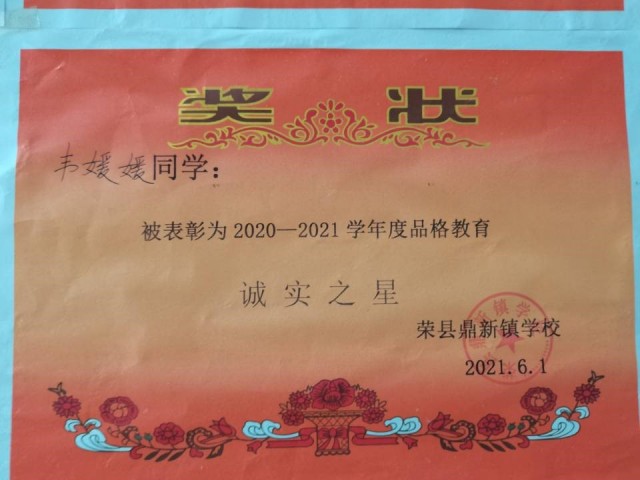 奖状
韦媛媛同学：
被表彰为2020—2021学年度品格教育
诚实之星
荣县鼎新镇学校
2021.6.1